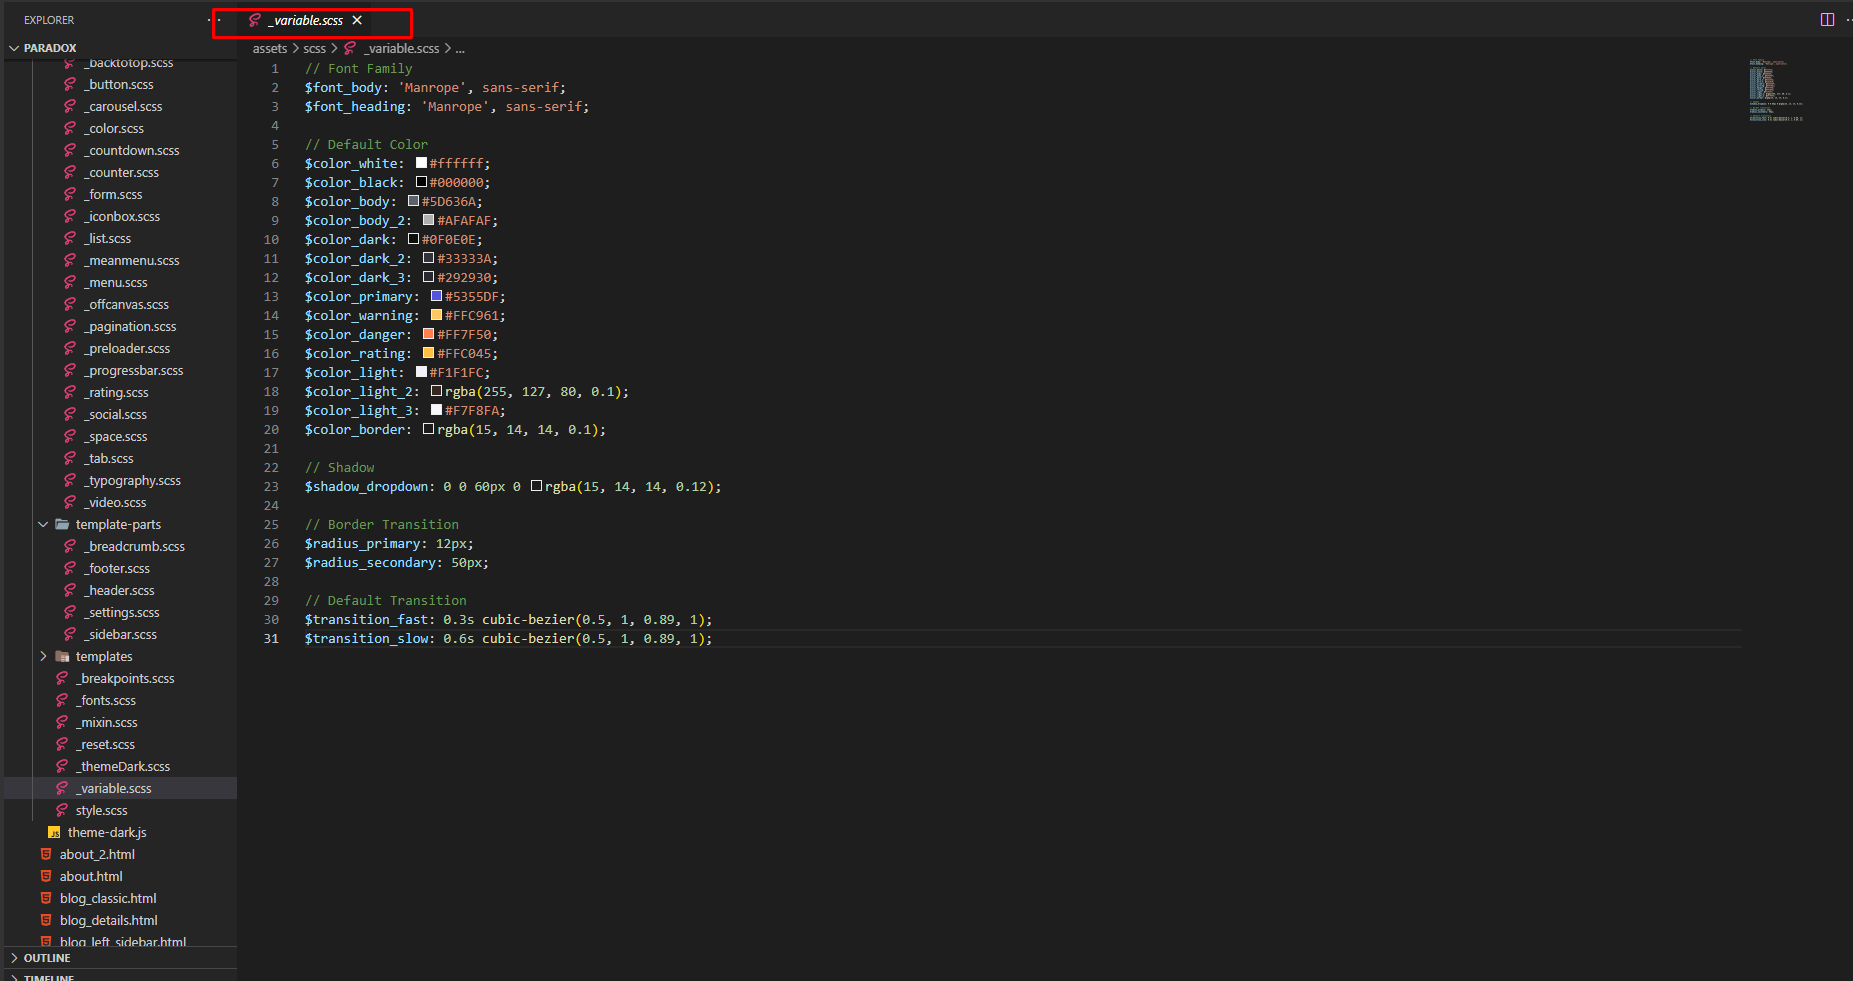 EXPLORER
PARADOX
_backtotop.scss
_button.scss
_carousel.scss
_color.scss
_countdown.scss
_counter.scss
_form.scss
_iconbox.scss
_list.scss
_meanmenu.scss
_menu.scss
_offcanvas.scss
_pagination.scss
_preloader.scss
_progressbar.scss
_rating.scss
_social.scss
_space.scss
_tab.scss
_typography.scss
_video.scss
template-parts
_breadcrumb.scss
_footer.scss
_header.scss
_settings.scss
_sidebar.scss
templates
_breakpoints.scss
_fonts.scss
_mixin.scss
_reset.scss
_themeDark.scss
_variable.scss
style.scss
JS theme-dark.js
about_2.html
about.html
blog_classic.html
blog_details.html
blog_left_sidebar.html
OUTLINE
TIMELINE
_variable.scss
assets > scss > _variable.scss > ...
1 // Font Family
2 $font_body: 'Manrope', sans-serif;
3 $font_heading: 'Manrope', sans-serif;
4
5 // Default Color
6 $color_white: #ffffff;
7 $color_black: #000000;
8 $color_body: #5D636A;
9 $color_body_2: #AFAFAF;
10 $color_dark: #0F0E0E;
11 $color_dark_2: #33333A;
12 $color_dark_3: #292930;
13 $color_primary: #5355DF;
14 $color_warning: #FFC961;
15 $color_danger: #FF7F50;
16 $color_rating: #FFC045;
17 $color_light: #F1F1FC;
18 $color_light_2: rgba(255, 127, 80, 0.1);
19 $color_light_3: #F7F8FA;
20 $color_border: rgba(15, 14, 14, 0.1);
21
22 // Shadow
23 $shadow_dropdown: 0 0 60px 0 rgba(15, 14, 14, 0.12);
24
25 // Border Transition
26 $radius_primary: 12px;
27 $radius_secondary: 50px;
28
29 // Default Transition
30 $transition_fast: 0.3s cubic-bezier(0.5, 1, 0.89, 1);
31 $transition_slow: 0.6s cubic-bezier(0.5, 1, 0.89, 1);